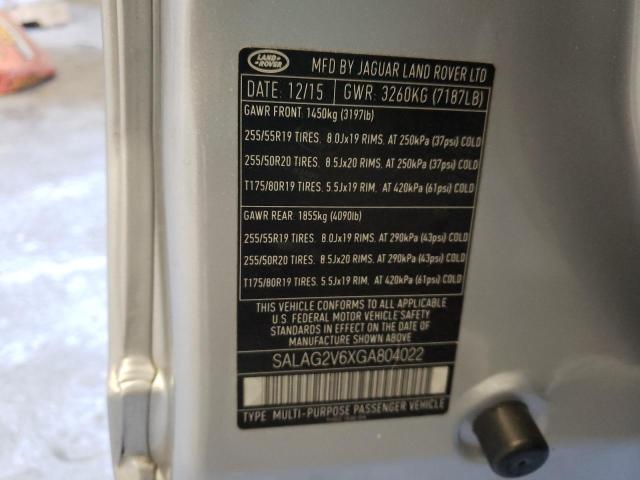 LAND ROVER
MFD BY JAGUAR LAND ROVER LTD
DATE: 12/15 GWR: 3260KG (7187LB)
GAWR FRONT: 1450kg (3197lb)
255/55R19 TIRES. 8.0Jx19 RIMS. AT 250kPa (37psi) COLD
255/50R20 TIRES. 8.5Jx20 RIMS. AT 250kPa (37psi) COLD
T175/80R19 TIRES. 5.5Jx19 RIM. AT 420kPa (61psi) COLD
GAWR REAR: 1855kg (4090lb)
255/55R19 TIRES. 8.0Jx19 RIMS. AT 290kPa (43psi) COLD
255/50R20 TIRES. 8.5Jx20 RIMS. AT 290kPa (43psi) COLD
T175/80R19 TIRES. 5.5Jx19 RIM. AT 420kPa (61psi) COLD
THIS VEHICLE CONFORMS TO ALL APPLICABLE
U.S. FEDERAL MOTOR VEHICLE SAFETY
STANDARDS IN EFFECT ON THE DATE OF
MANUFACTURE SHOWN ABOVE.
SALAG2V6XGA804022
TYPE: MULTI-PURPOSE PASSENGER VEHICLE